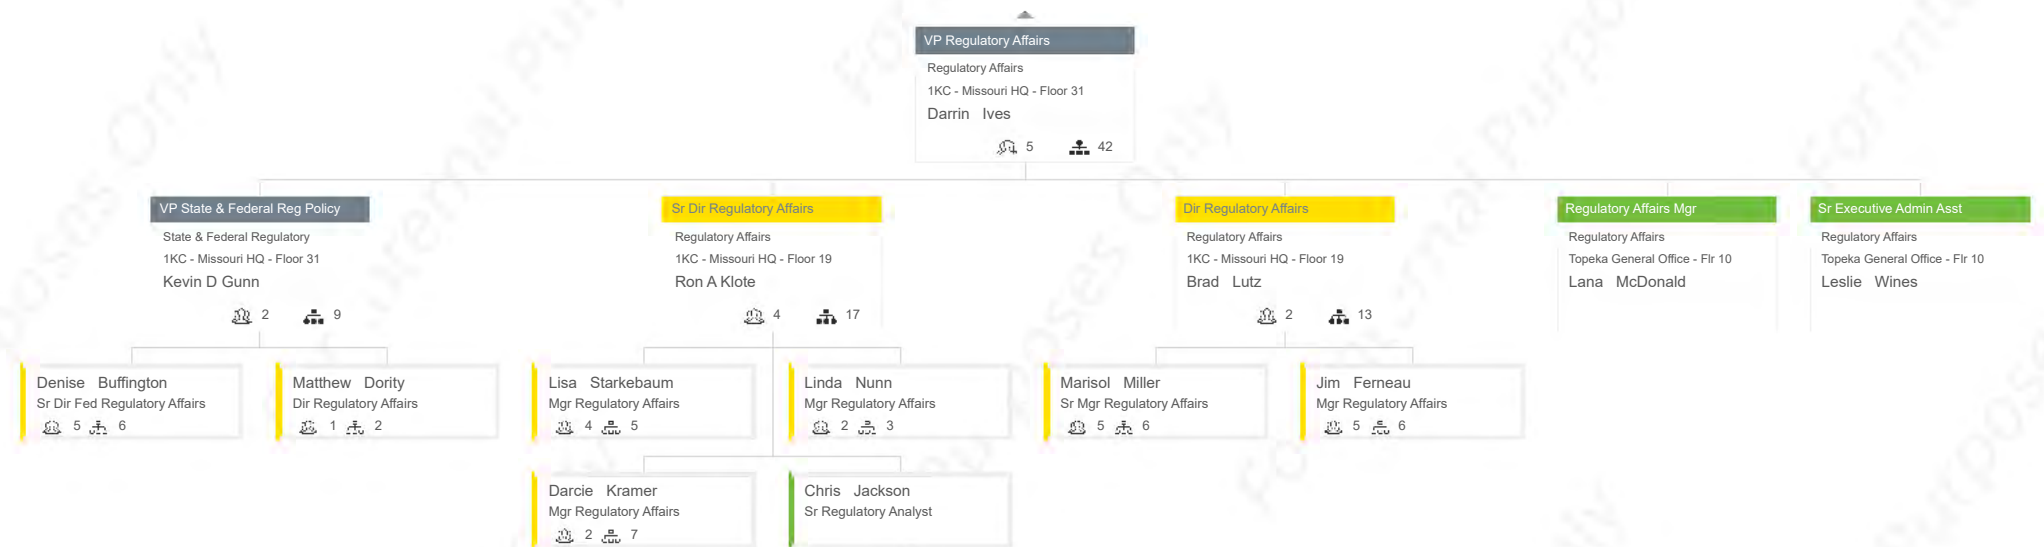 VP Regulatory Affairs
Regulatory Affairs
1KC - Missouri HQ - Floor 31
Darrin Ives
5 42
VP State & Federal Reg Policy
State & Federal Regulatory
1KC - Missouri HQ - Floor 31
Kevin D Gunn
2 9
Sr Dir Regulatory Affairs
Regulatory Affairs
1KC - Missouri HQ - Floor 19
Ron A Klote
4 17
Dir Regulatory Affairs
Regulatory Affairs
1KC - Missouri HQ - Floor 19
Brad Lutz
2 13
Regulatory Affairs Mgr
Regulatory Affairs
Topeka General Office - Flr 10
Lana McDonald
Sr Executive Admin Asst
Regulatory Affairs
Topeka General Office - Flr 10
Leslie Wines
Denise Buffington
Sr Dir Fed Regulatory Affairs
5 6
Matthew Dority
Dir Regulatory Affairs
1 2
Lisa Starkebaum
Mgr Regulatory Affairs
4 5
Linda Nunn
Mgr Regulatory Affairs
2 3
Marisol Miller
Sr Mgr Regulatory Affairs
5 6
Jim Ferneau
Mgr Regulatory Affairs
5 6
Darcie Kramer
Mgr Regulatory Affairs
2 7
Chris Jackson
Sr Regulatory Analyst